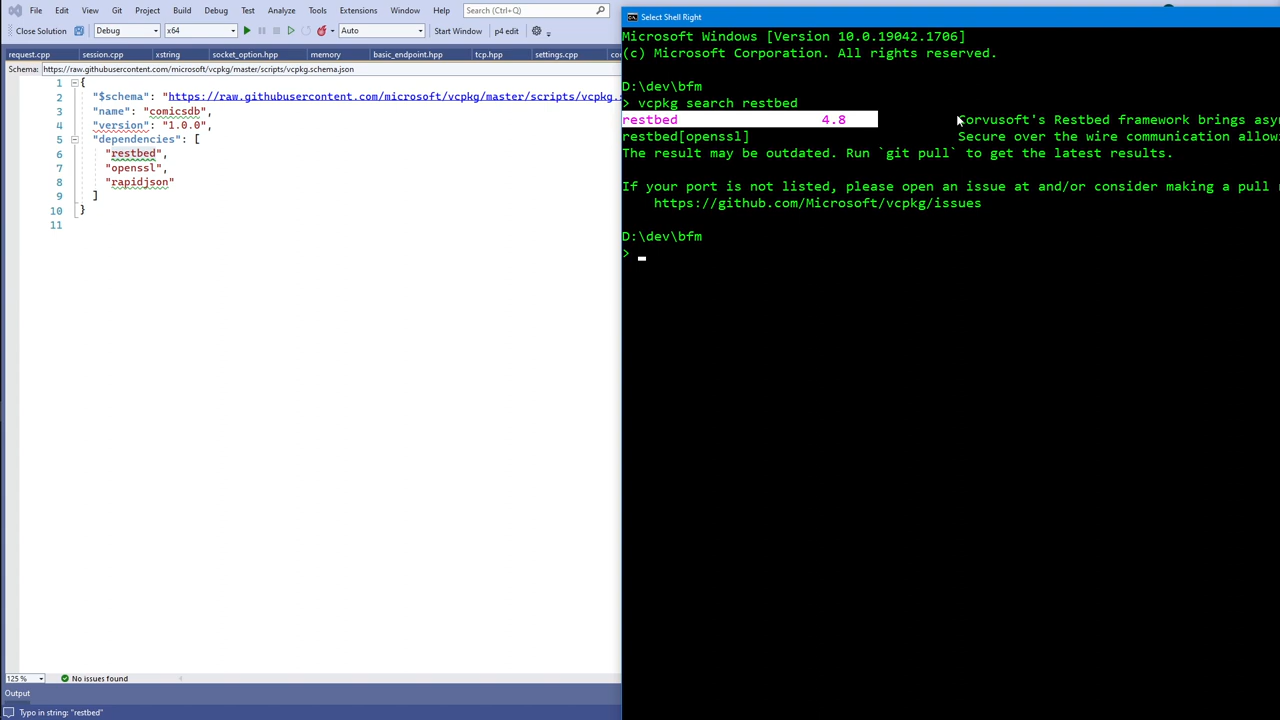 File Edit View Git Project Build Debug Test Analyze Tools Extensions Window Search (Ctrl+Q)
Close Solution Debug x64 Auto Start Window p4 edit
request.cpp session.cpp xstring socket_option.hpp memory basic_endpoint.hpp tcp.hpp settings.cpp
Schema: https://raw.githubusercontent.com/microsoft/vcpkg/master/scripts/vcpkg.schema.json
1 {
2 "$schema": "https://raw.githubusercontent.com/microsoft/vcpkg/master/scripts/vcpkg.
3 "name": "comicsdb",
4 "version": "1.0.0",
5 "dependencies": [
6 "restbed",
7 "openssl",
8 "rapidjson"
9 ]
10 }
11
125 % No issues found
Output
Typo in string: "restbed"
Select Shell Right
Microsoft Windows [Version 10.0.19042.1706]
(c) Microsoft Corporation. All rights reserved.
D:\dev\bfm
> vcpkg search restbed
restbed 4.8 Corvusoft's Restbed framework brings asy
restbed[openssl] Secure over the wire communication allow
The result may be outdated. Run `git pull` to get the latest results.
If your port is not listed, please open an issue at and/or consider making a pull
https://github.com/Microsoft/vcpkg/issues
D:\dev\bfm
>